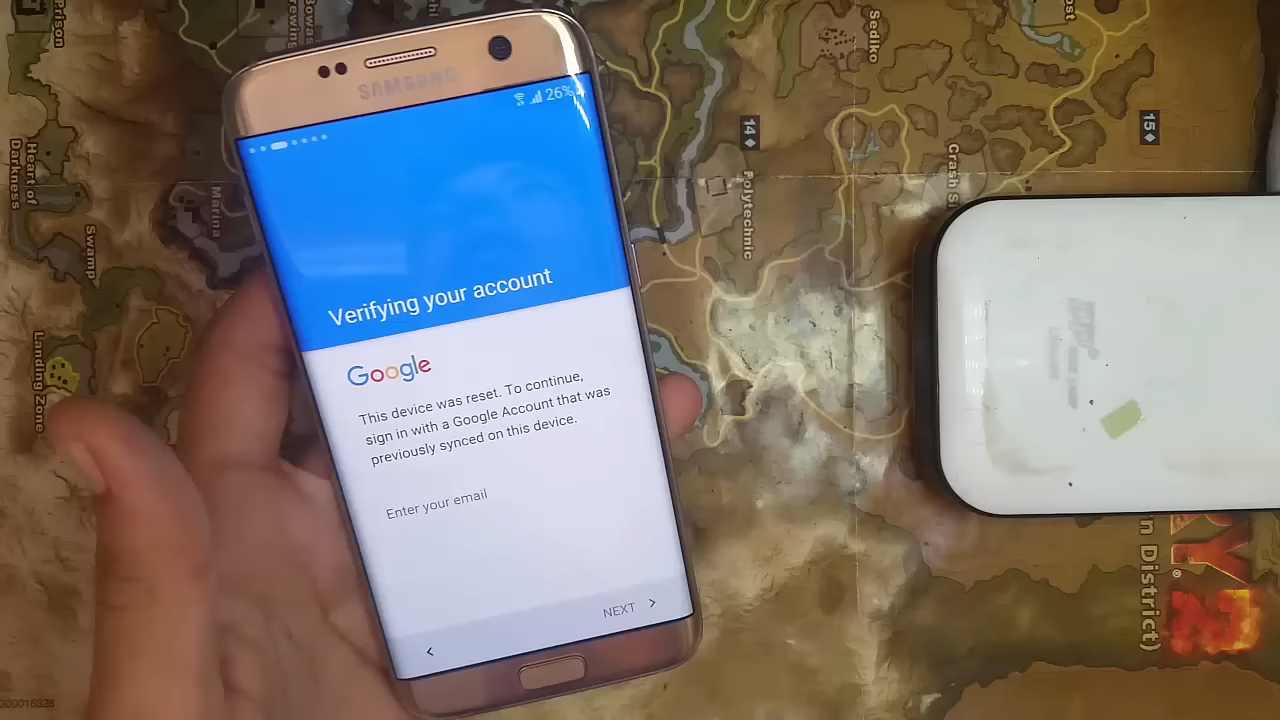 SAMSUNG
26%
Verifying your account
Google
This device was reset. To continue,
sign in with a Google Account that was
previously synced on this device.
Enter your email
NEXT
Prison
Sediko
14
15
Polytechnic
Heart of
Darkness
Marina
Swamp
Landing Zone
Crash
n District)